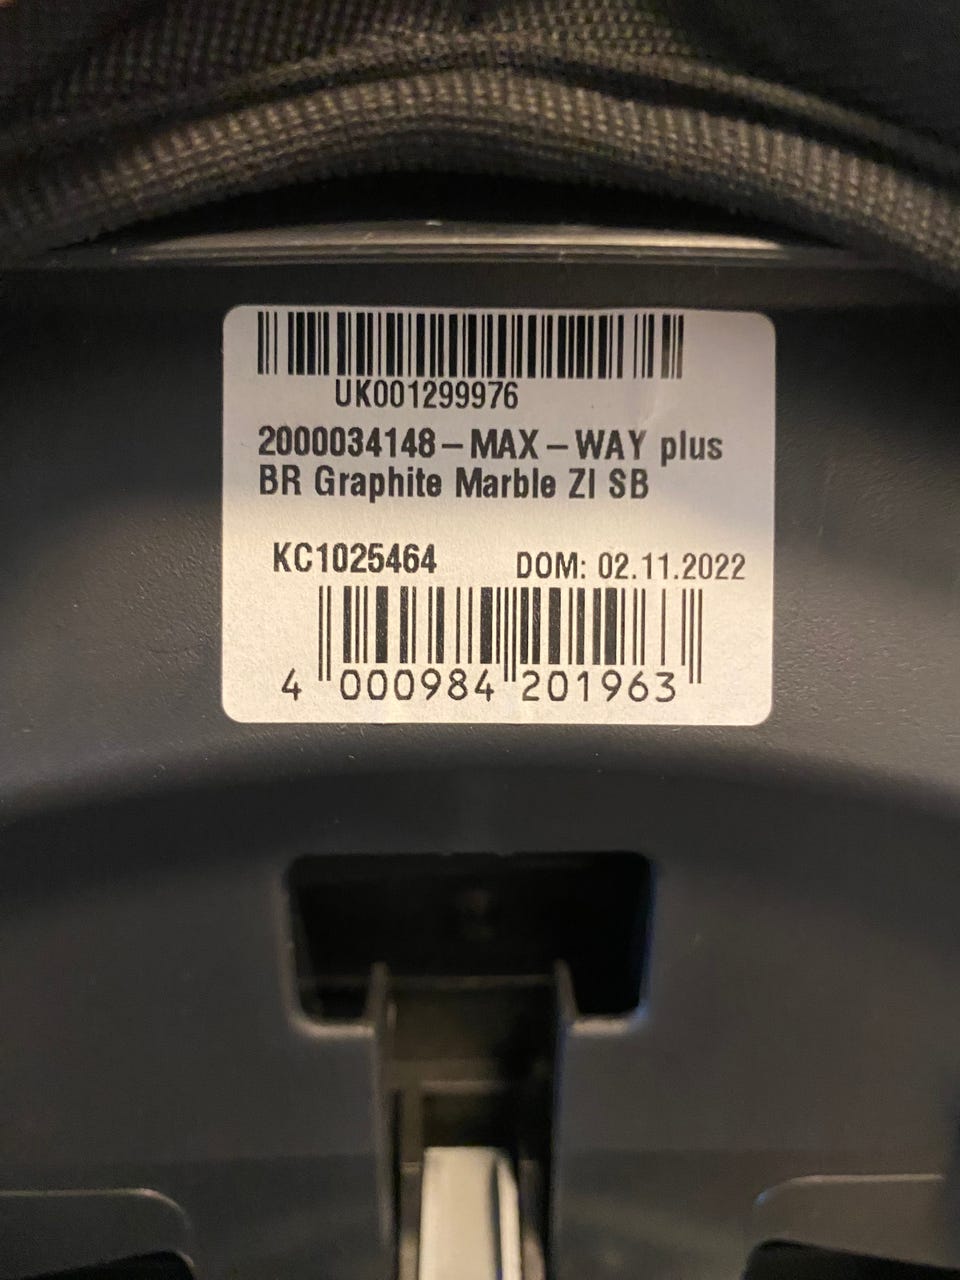 UK001299976
2000034148-MAX-WAY plus
BR Graphite Marble ZI SB
KC1025464 DOM: 02.11.2022
4 000984 201963